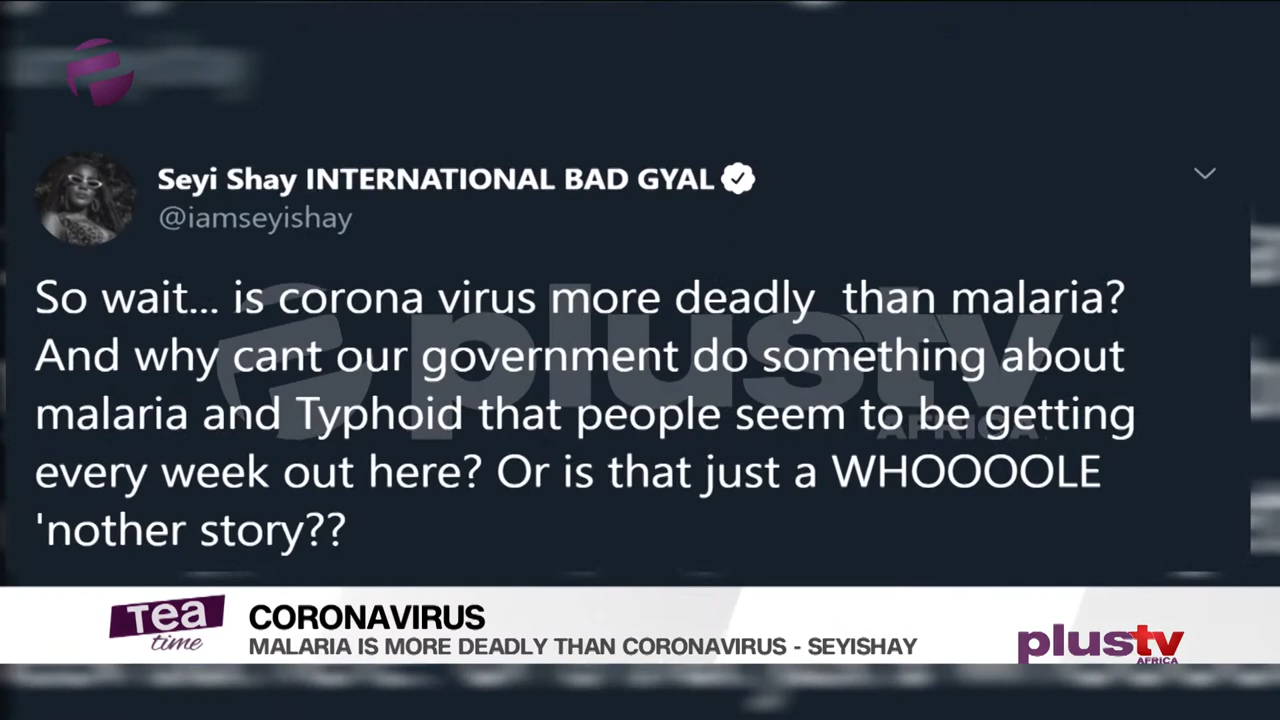 Seyi Shay INTERNATIONAL BAD GYAL
@iamseyishay
So wait... is corona virus more deadly than malaria?
And why cant our government do something about
malaria and Typhoid that people seem to be getting
every week out here? Or is that just a WHOOOOLE
'nother story??
plustv
AFRICA
Tea
time
CORONAVIRUS
MALARIA IS MORE DEADLY THAN CORONAVIRUS - SEYISHAY
plustv
AFRICA